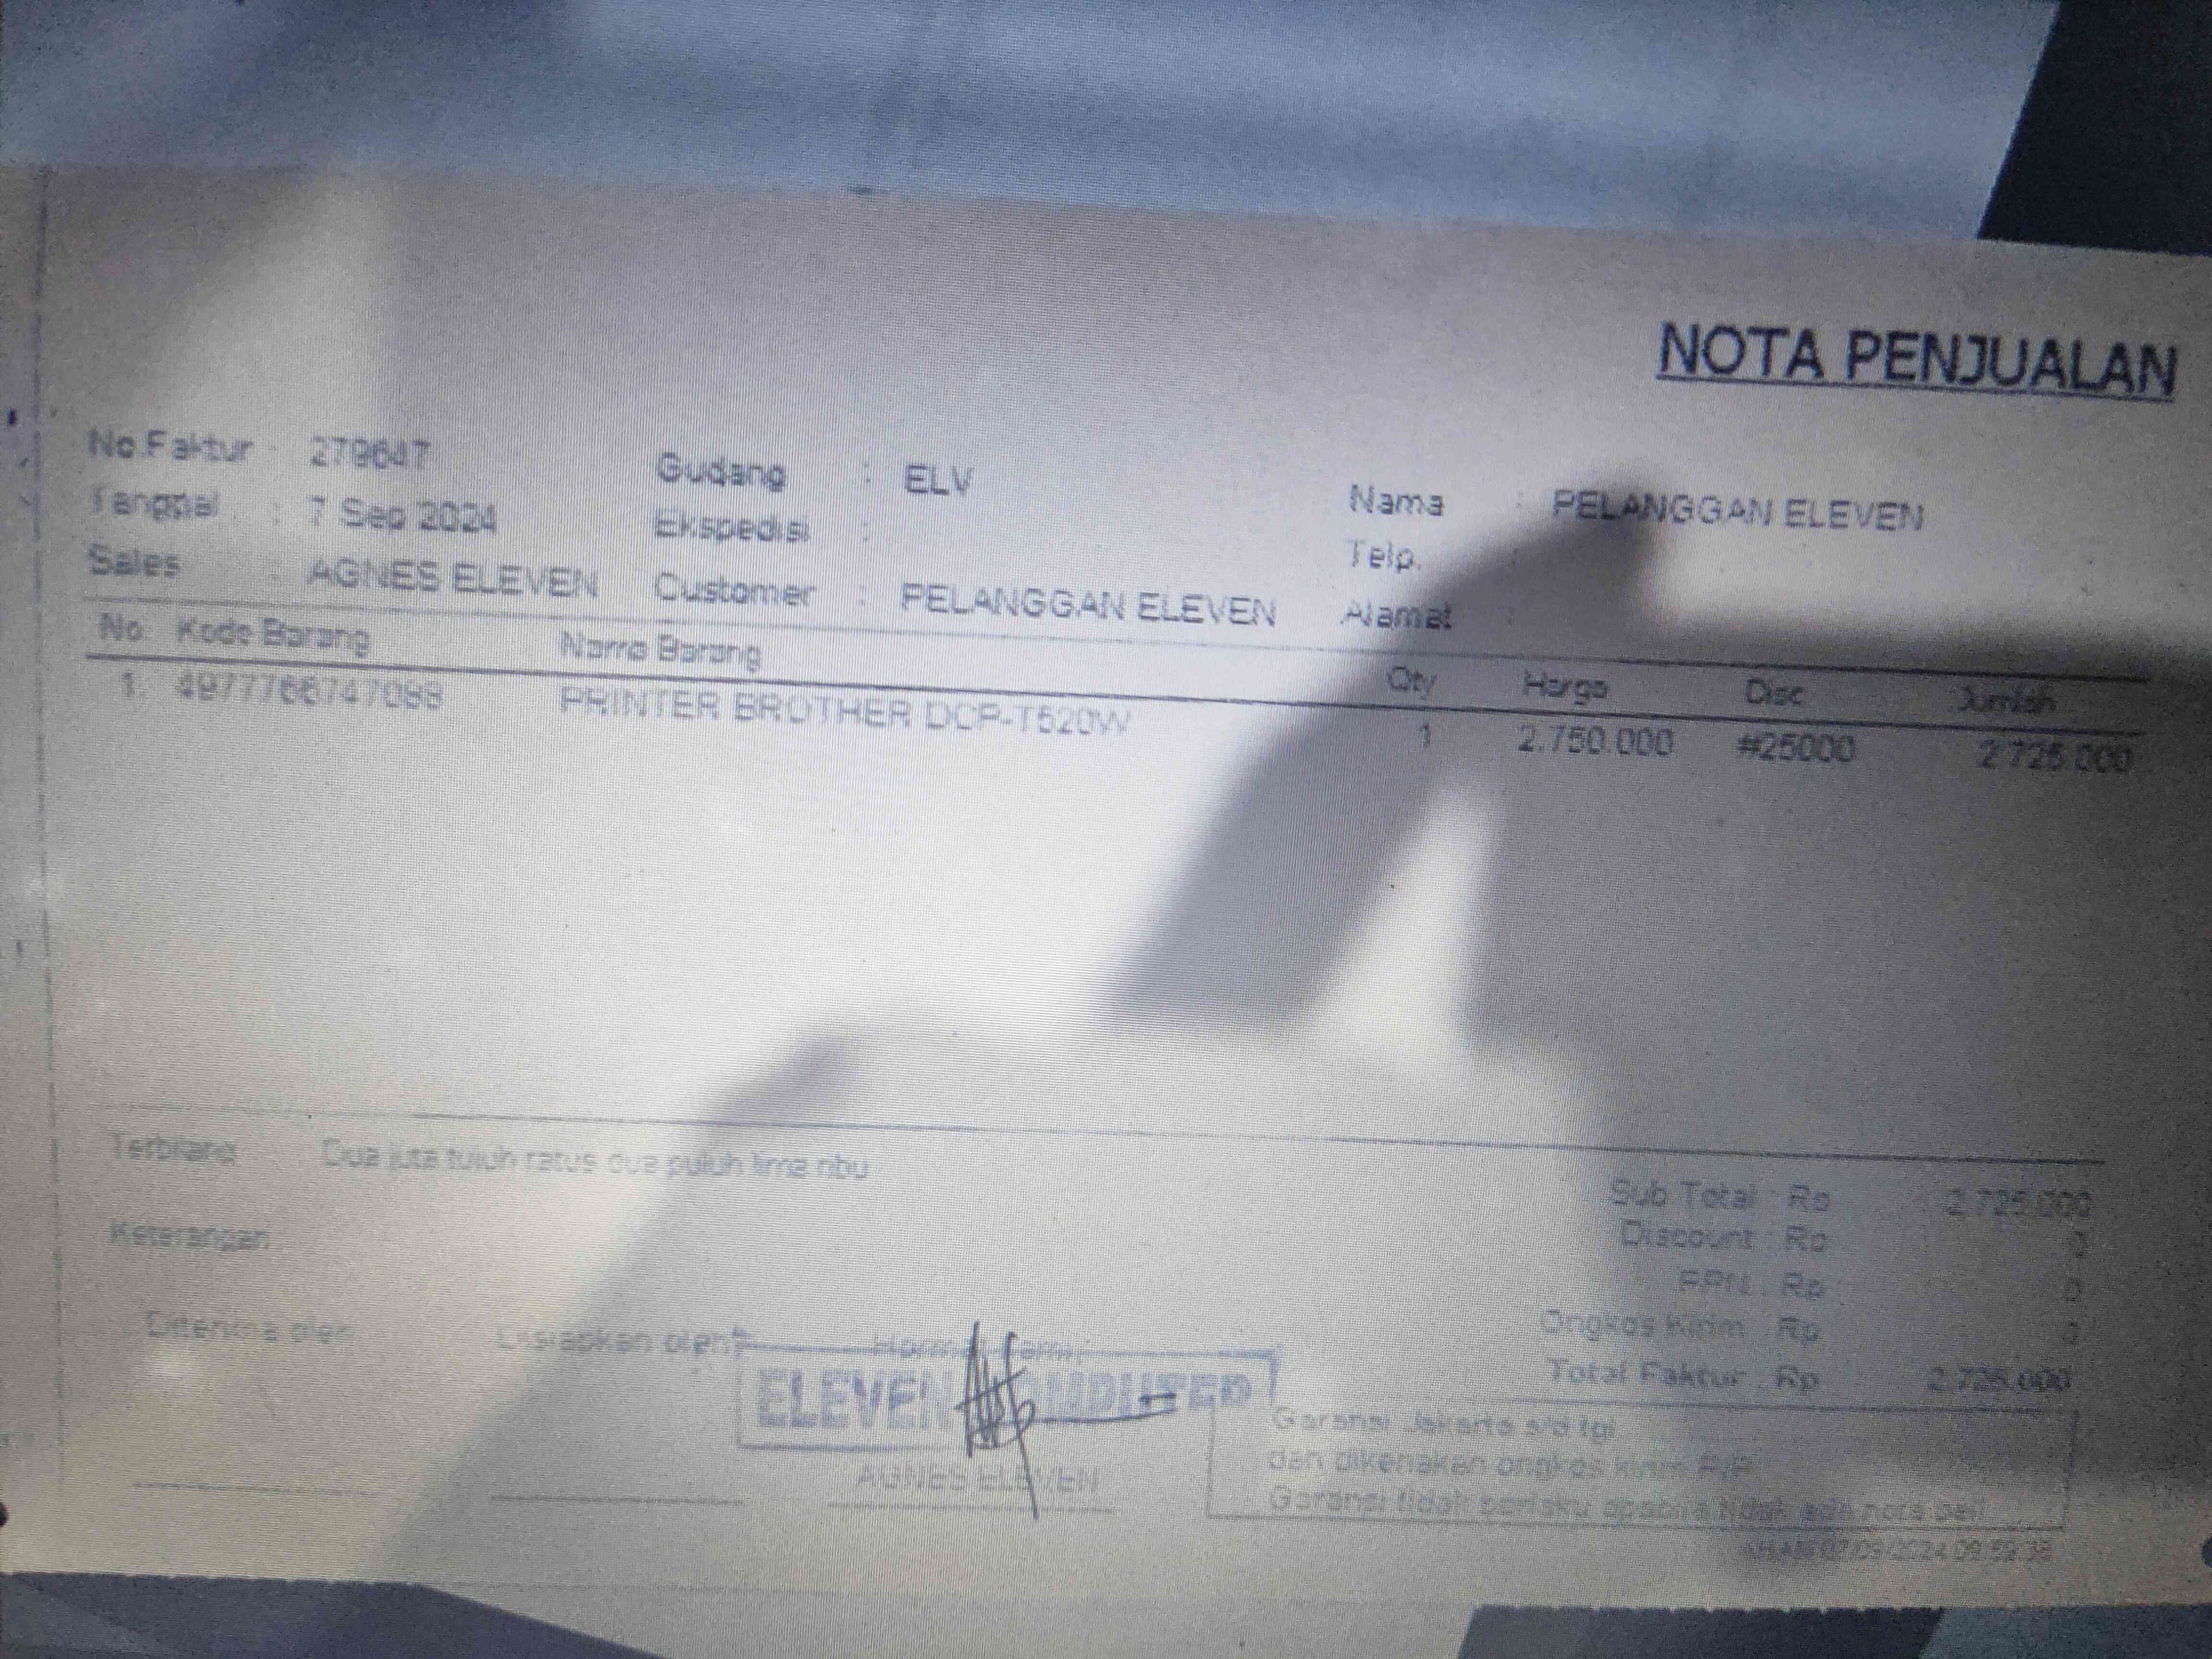 NOTA PENJUALAN
No.Faktur : 279647 Gudang : ELV Nama : PELANGGAN ELEVEN
Tanggal : 7 Sep 2024 Ekspedisi : Telp. :
Sales : AGNES ELEVEN Customer : PELANGGAN ELEVEN Alamat :
No Kode Barang Nama Barang Qty Harga Disc Jumlah
1. PRINTER BROTHER DCP-T520W 1 2.750.000 #25000 2.725.000
Terbilang Dua juta tujuh ratus dua puluh lima ribu
Sub Total : Rp 2.725.000
Keterangan
Discount : Rp 0
PPN : Rp 0
Ongkos Kirim : Rp 0
Total Faktur : Rp 2.725.000
Diterima oleh Disiapkan oleh Hormat kami
ELEVEN COMPUTER
AGNES ELEVEN
Garansi Jakarta s/d tgl
dan dikenakan ongkos kirim P/P
Garansi tidak berlaku apabila tidak ada nota asli
07/09/2024